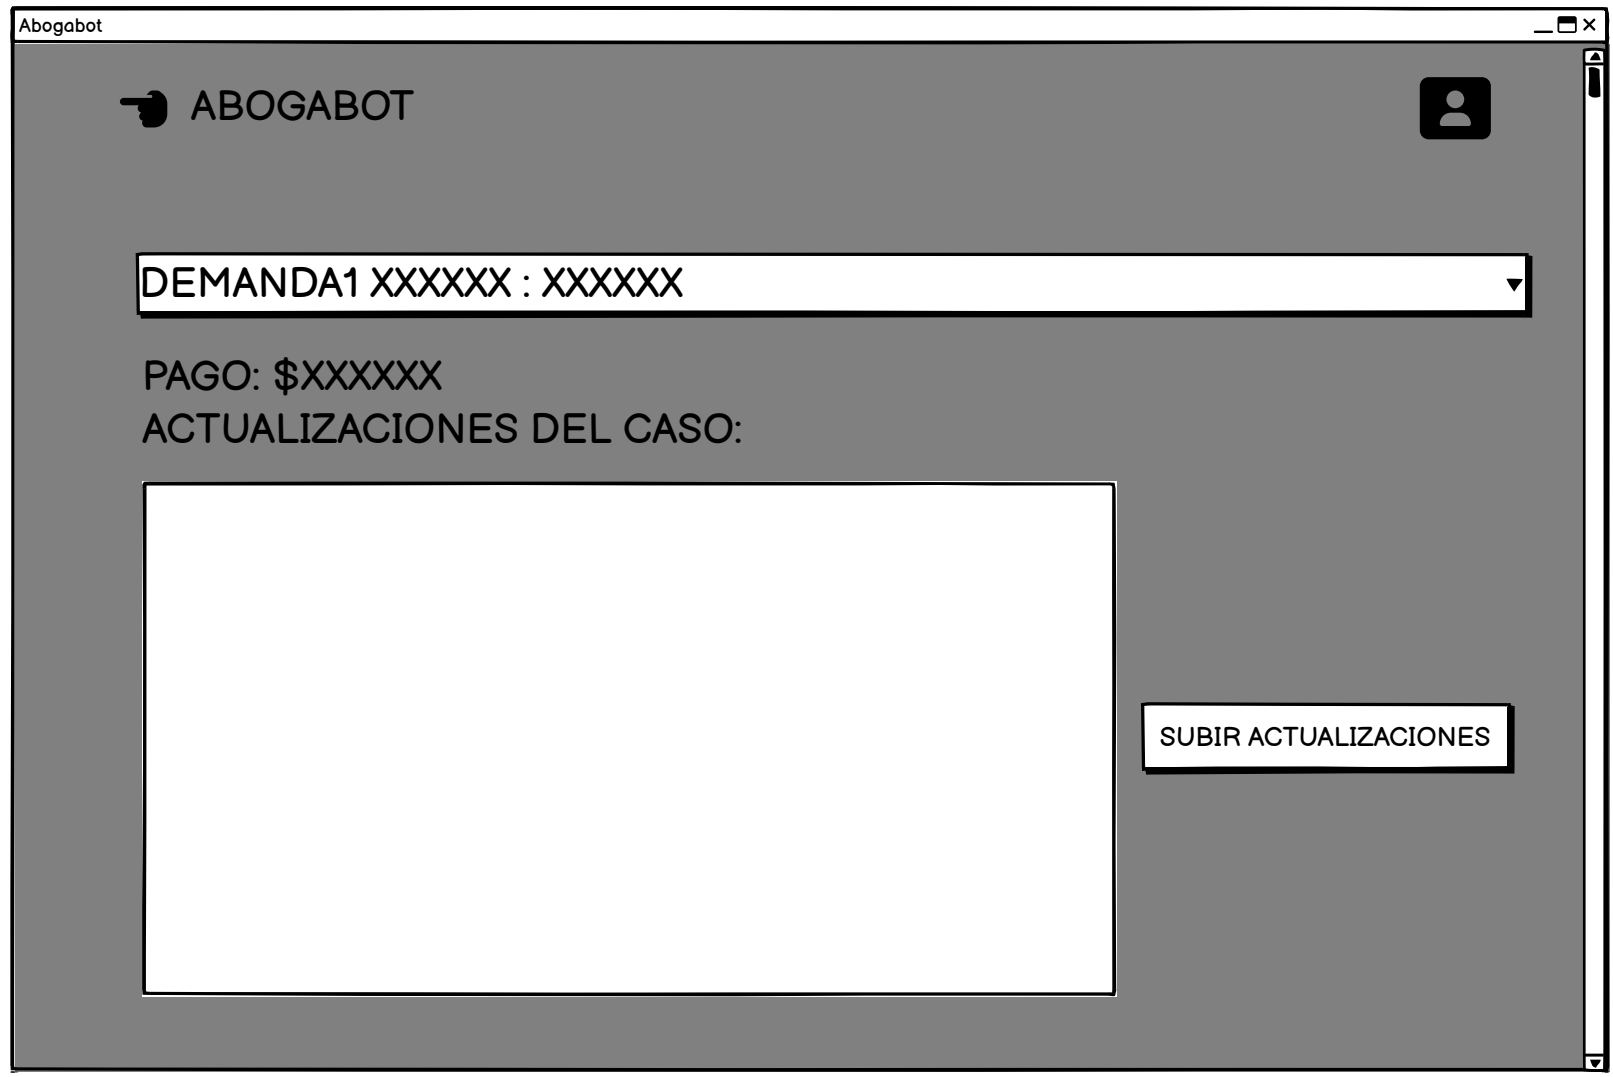 Abogabot
ABOGABOT
DEMANDA1 XXXXXX : XXXXXX
PAGO: $XXXXXX
ACTUALIZACIONES DEL CASO:
SUBIR ACTUALIZACIONES